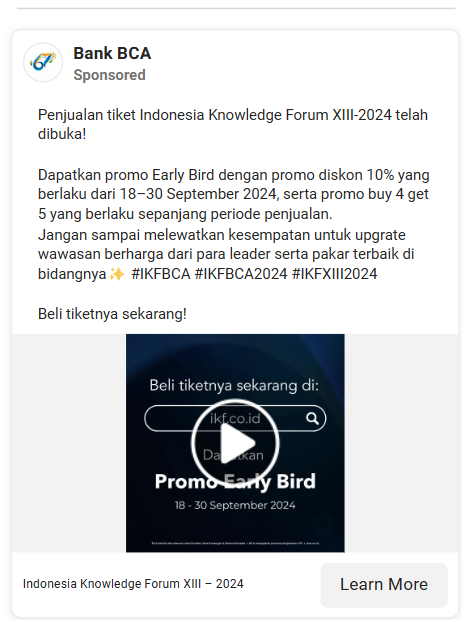 67
Bank BCA
Sponsored
Penjualan tiket Indonesia Knowledge Forum XIII-2024 telah
dibuka!
Dapatkan promo Early Bird dengan promo diskon 10% yang
berlaku dari 18–30 September 2024, serta promo buy 4 get
5 yang berlaku sepanjang periode penjualan.
Jangan sampai melewatkan kesempatan untuk upgrate
wawasan berharga dari para leader serta pakar terbaik di
bidangnya✨ #IKFBCA #IKFBCA2024 #IKFXIII2024
Beli tiketnya sekarang!
Beli tiketnya sekarang di:
ikf.co.id
Dapatkan
Promo Early Bird
18 - 30 September 2024
Indonesia Knowledge Forum XIII – 2024
Learn More